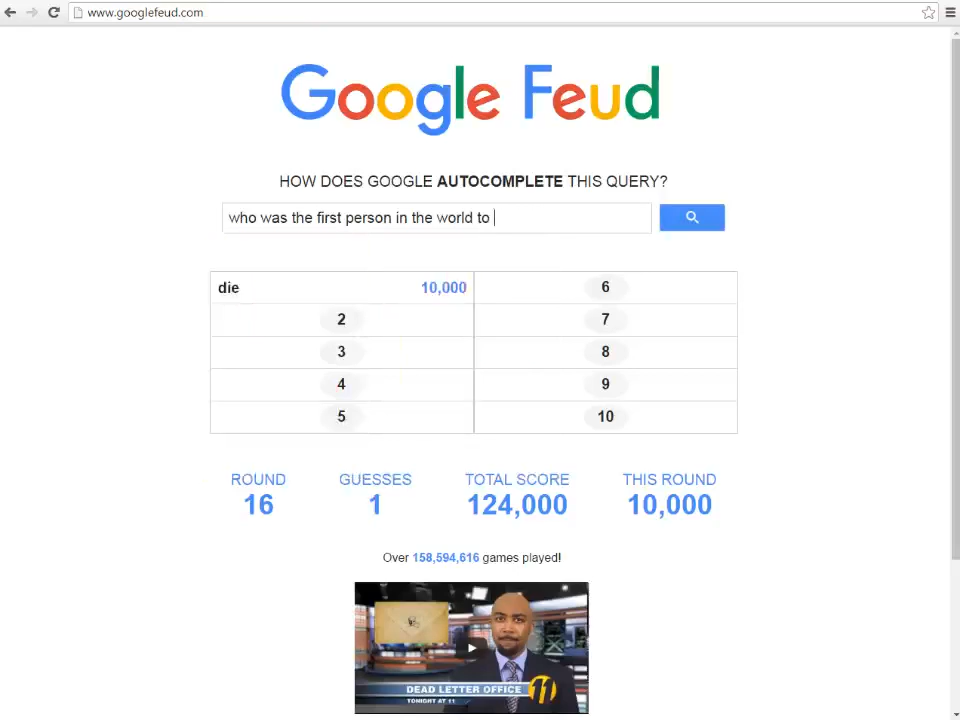 www.googlefeud.com
Google Feud
HOW DOES GOOGLE AUTOCOMPLETE THIS QUERY?
who was the first person in the world to
die 10,000 6
2 7
3 8
4 9
5 10
ROUND GUESSES TOTAL SCORE THIS ROUND
16 1 124,000 10,000
Over 158,594,616 games played!
DEAD LETTER OFFICE
TONIGHT AT 11
11